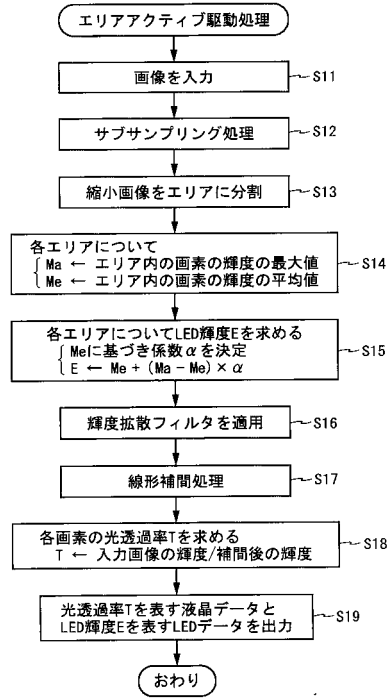 エリアアクティブ駆動処理
画像を入力
S11
サブサンプリング処理
S12
縮小画像をエリアに分割
S13
各エリアについて
Ma ← エリア内の画素の輝度の最大値
Me ← エリア内の画素の輝度の平均値
S14
各エリアについてLED輝度Eを求める
Meに基づき係数αを決定
E ← Me + (Ma − Me) × α
S15
輝度拡散フィルタを適用
S16
線形補間処理
S17
各画素の光透過率Tを求める
T ← 入力画像の輝度/補間後の輝度
S18
光透過率Tを表す液晶データと
LED輝度Eを表すLEDデータを出力
S19
おわり